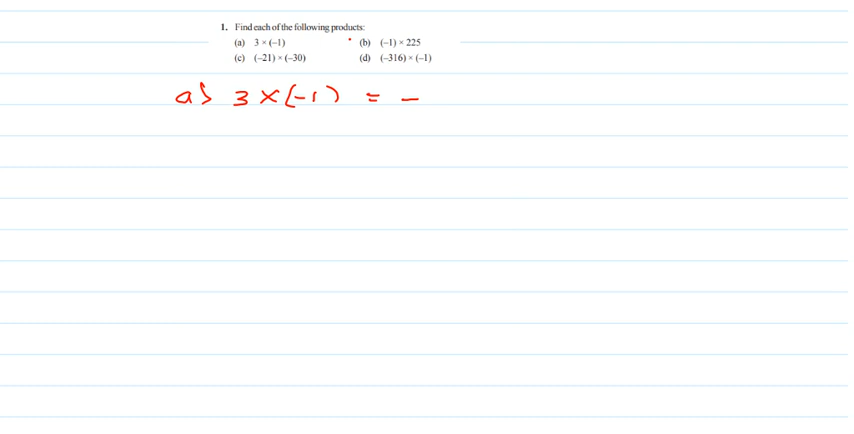 1. Find each of the following products:
(a) 3 × (–1) (b) (–1) × 225
(c) (–21) × (–30) (d) (–316) × (–1)
a) 3 × (-1) = -